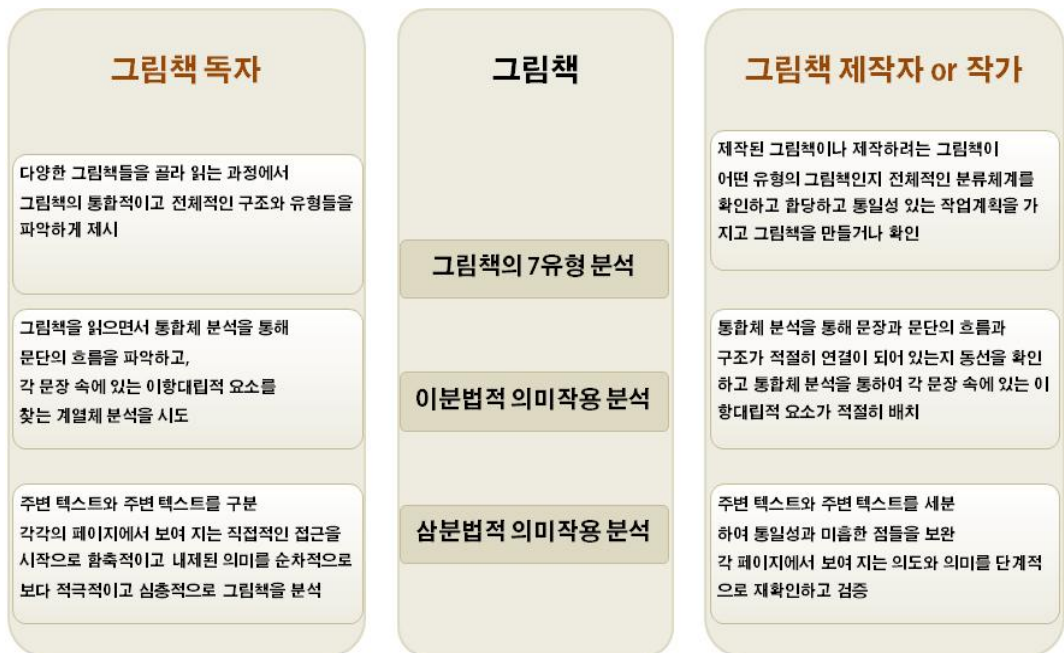 그림책 독자
다양한 그림책들을 골라 읽는 과정에서
그림책의 통합적이고 전체적인 구조와 유형들을
파악하게 제시
그림책을 읽으면서 통합체 분석을 통해
문단의 흐름을 파악하고,
각 문장 속에 있는 이항대립적 요소를
찾는 계열체 분석을 시도
주변 텍스트와 주변 텍스트를 구분
각각의 페이지에서 보여 지는 직접적인 접근을
시작으로 함축적이고 내제된 의미를 순차적으로
보다 적극적이고 심층적으로 그림책을 분석
그림책
그림책의 7유형 분석
이분법적 의미작용 분석
삼분법적 의미작용 분석
그림책 제작자 or 작가
제작된 그림책이나 제작하려는 그림책이
어떤 유형의 그림책인지 전체적인 분류체계를
확인하고 합당하고 통일성 있는 작업계획을 가
지고 그림책을 만들거나 확인
통합체 분석을 통해 문장과 문단의 흐름과
구조가 적절히 연결이 되어 있는지 동선을 확인
하고 통합체 분석을 통하여 각 문장 속에 있는 이
항대립적 요소가 적절히 배치
주변 텍스트와 주변 텍스트를 세분
하여 통일성과 미흡한 점들을 보완
각 페이지에서 보여 지는 의도와 의미를 단계적
으로 재확인하고 검증